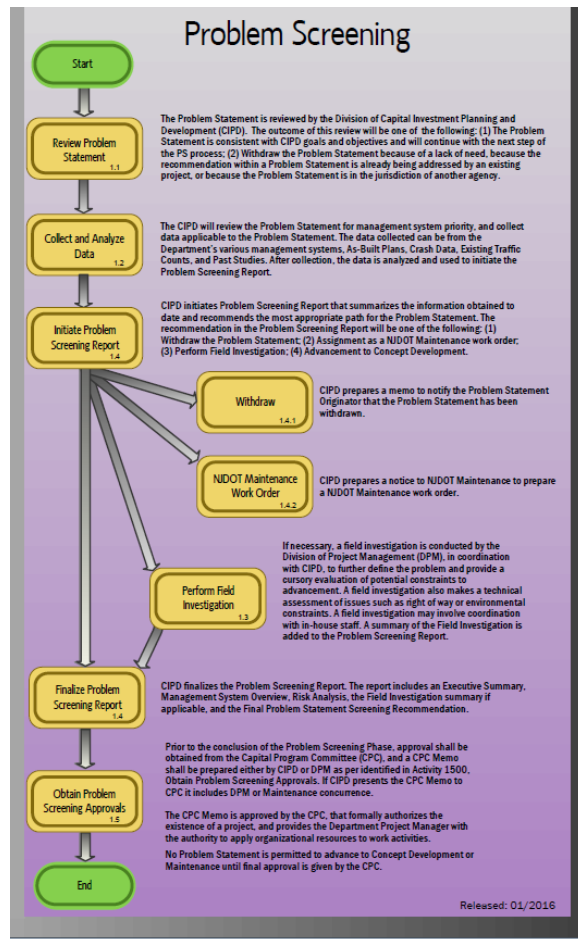 Problem Screening
Start
Review Problem
Statement
1.1
The Problem Statement is reviewed by the Division of Capital Investment Planning and
Development (CIPD). The outcome of this review will be one of the following: (1) The Problem
Statement is consistent with CIPD goals and objectives and will continue with the next step of
the PS process; (2) Withdraw the Problem Statement because of a lack of need, because the
recommendation within a Problem Statement is already being addressed by an existing
project, or because the Problem Statement is in the jurisdiction of another agency.
Collect and Analyze
Data
1.2
The CIPD will review the Problem Statement for management system priority, and collect
data applicable to the Problem Statement. The data collected can be from the
Department's various management systems, As-Built Plans, Crash Data, Existing Traffic
Counts, and Past Studies. After collection, the data is analyzed and used to initiate the
Problem Screening Report.
Initiate Problem
Screening Report
1.4
CIPD initiates Problem Screening Report that summarizes the information obtained to
date and recommends the most appropriate path for the Problem Statement. The
recommendation in the Problem Screening Report will be one of the following: (1)
Withdraw the Problem Statement; (2) Assignment as a NJDOT Maintenance work order;
(3) Perform Field Investigation; (4) Advancement to Concept Development.
Withdraw
1.4.1
CIPD prepares a memo to notify the Problem Statement
Originator that the Problem Statement has been
withdrawn.
NJDOT Maintenance
Work Order
1.4.2
CIPD prepares a notice to NJDOT Maintenance to prepare
a NJDOT Maintenance work order.
Perform Field
Investigation
1.3
If necessary, a field investigation is conducted by the
Division of Project Management (DPM), in coordination
with CIPD, to further define the problem and provide a
cursory evaluation of potential constraints to
advancement. A field investigation also makes a technical
assessment of issues such as right of way or environmental
constraints. A field investigation may involve coordination
with in-house staff. A summary of the Field Investigation is
added to the Problem Screening Report.
Finalize Problem
Screening Report
1.4
CIPD finalizes the Problem Screening Report. The report includes an Executive Summary,
Management System Overview, Risk Analysis, the Field Investigation summary if
applicable, and the Final Problem Statement Screening Recommendation.
Obtain Problem
Screening Approvals
1.5
Prior to the conclusion of the Problem Screening Phase, approval shall be
obtained from the Capital Program Committee (CPC), and a CPC Memo
shall be prepared either by CIPD or DPM as per identified in Activity 1500,
Obtain Problem Screening Approvals. If CIPD presents the CPC Memo to
CPC it includes DPM or Maintenance concurrence.
The CPC Memo is approved by the CPC, that formally authorizes the
existence of a project, and provides the Department Project Manager with
the authority to apply organizational resources to work activities.
No Problem Statement is permitted to advance to Concept Development or
Maintenance until final approval is given by the CPC.
End
Released: 01/2016